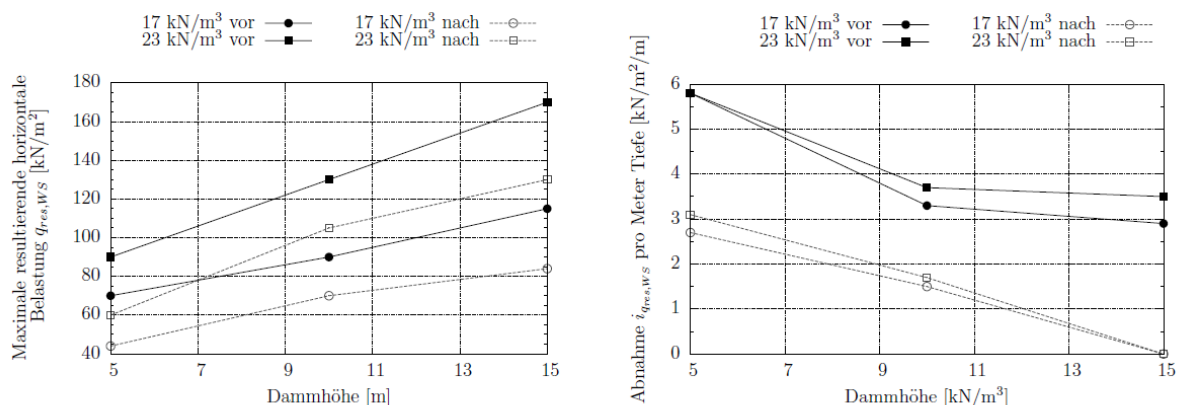 17 kN/m³ vor
23 kN/m³ vor
17 kN/m³ nach
23 kN/m³ nach
Maximale resultierende horizontale
Belastung q_res,WS [kN/m²]
180
160
140
120
100
80
60
40
5
7
9
11
13
15
Dammhöhe [m]
17 kN/m³ vor
23 kN/m³ vor
17 kN/m³ nach
23 kN/m³ nach
Abnahme i_q_res,WS pro Meter Tiefe [kN/m²/m]
6
5
4
3
2
1
0
5
7
9
11
13
15
Dammhöhe [kN/m³]